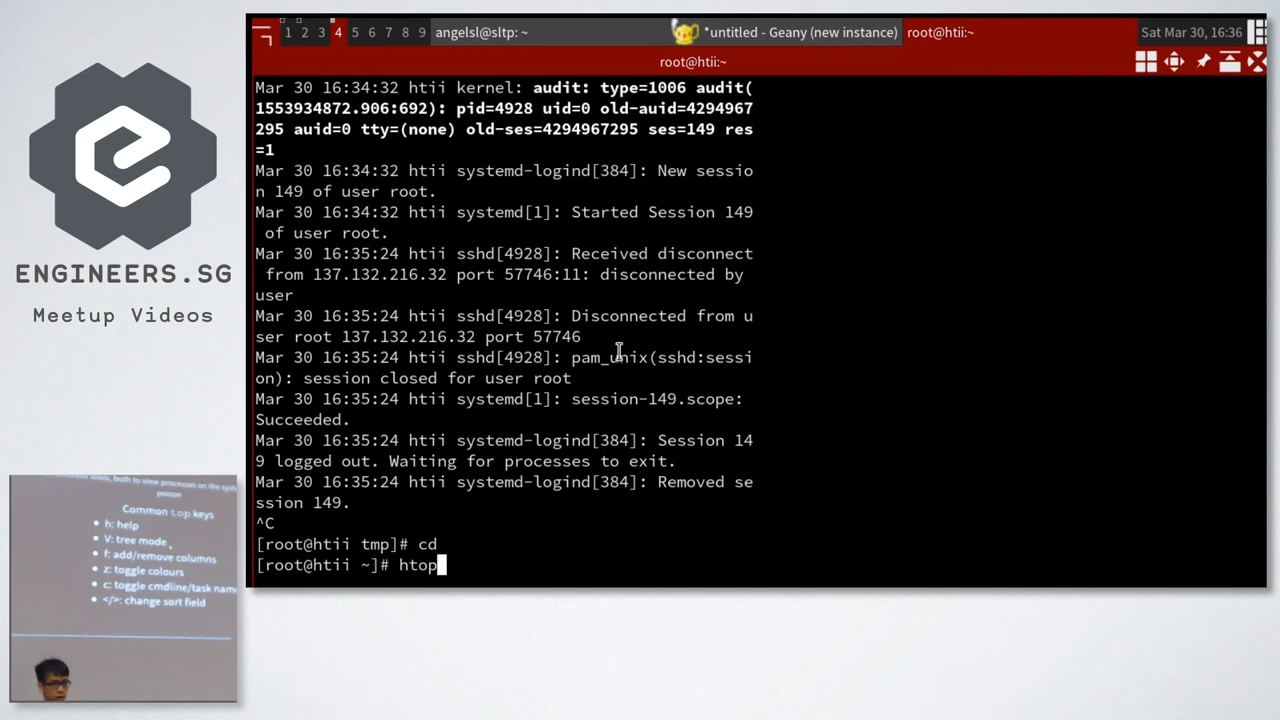 1 2 3 4 5 6 7 8 9 angelsl@sltp: ~ *untitled - Geany (new instance) root@htii:~ Sat Mar 30, 16:36
root@htii:~
Mar 30 16:34:32 htii kernel: audit: type=1006 audit(
1553934872.906:692): pid=4928 uid=0 old-auid=4294967
295 auid=0 tty=(none) old-ses=4294967295 ses=149 res
=1
Mar 30 16:34:32 htii systemd-logind[384]: New sessio
n 149 of user root.
Mar 30 16:34:32 htii systemd[1]: Started Session 149
of user root.
Mar 30 16:35:24 htii sshd[4928]: Received disconnect
from 137.132.216.32 port 57746:11: disconnected by
user
Mar 30 16:35:24 htii sshd[4928]: Disconnected from u
ser root 137.132.216.32 port 57746
Mar 30 16:35:24 htii sshd[4928]: pam_unix(sshd:sessi
on): session closed for user root
Mar 30 16:35:24 htii systemd[1]: session-149.scope:
Succeeded.
Mar 30 16:35:24 htii systemd-logind[384]: Session 14
9 logged out. Waiting for processes to exit.
Mar 30 16:35:24 htii systemd-logind[384]: Removed se
ssion 149.
^C
[root@htii tmp]# cd
[root@htii ~]# htop
ENGINEERS.SG
Meetup Videos
both to view processes on the
poison
Common top keys
• h: help
• V: tree mode
• f: add/remove columns
• z: toggle colours
• c: toggle cmdline/task nam
• </>: change sort field